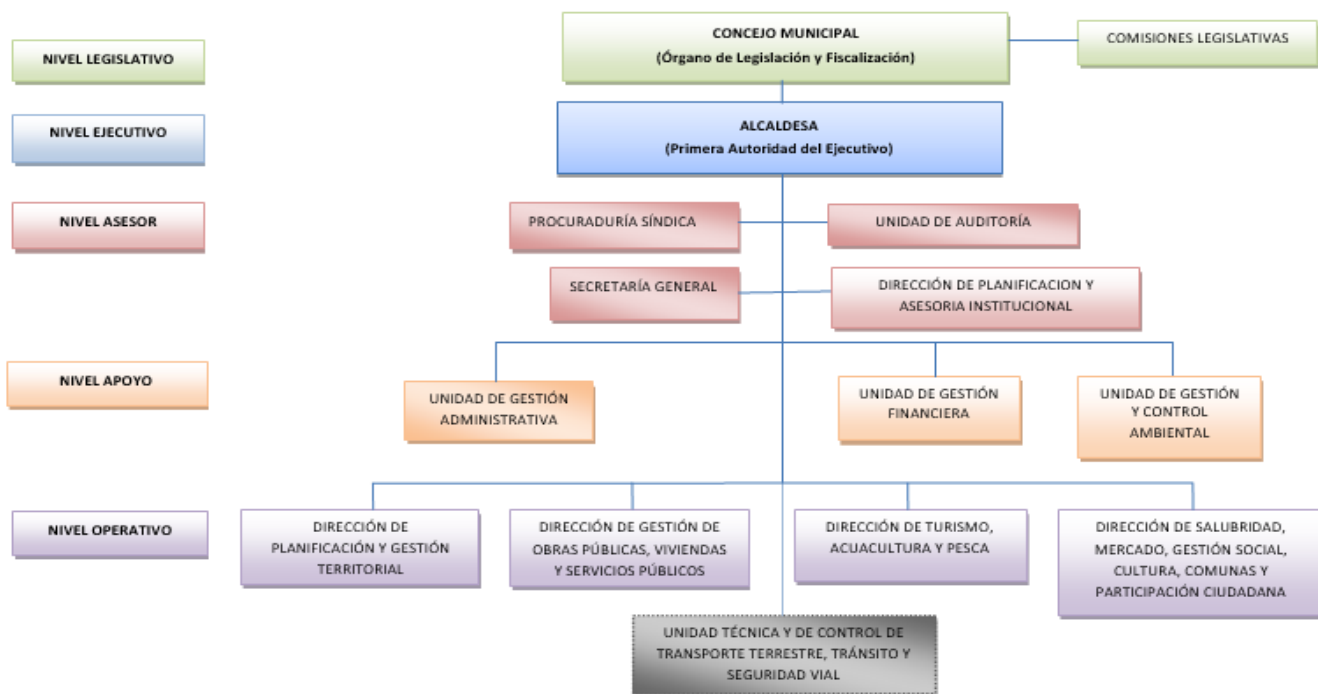 CONCEJO MUNICIPAL
(Órgano de Legislación y Fiscalización)
COMISIONES LEGISLATIVAS
NIVEL LEGISLATIVO
NIVEL EJECUTIVO
ALCALDESA
(Primera Autoridad del Ejecutivo)
NIVEL ASESOR
PROCURADURÍA SÍNDICA
UNIDAD DE AUDITORÍA
SECRETARÍA GENERAL
DIRECCIÓN DE PLANIFICACION Y
ASESORIA INSTITUCIONAL
NIVEL APOYO
UNIDAD DE GESTIÓN
ADMINISTRATIVA
UNIDAD DE GESTIÓN
FINANCIERA
UNIDAD DE GESTIÓN
Y CONTROL
AMBIENTAL
NIVEL OPERATIVO
DIRECCIÓN DE
PLANIFICACIÓN Y GESTIÓN
TERRITORIAL
DIRECCIÓN DE GESTIÓN DE
OBRAS PÚBLICAS, VIVIENDAS
Y SERVICIOS PÚBLICOS
DIRECCIÓN DE TURISMO,
ACUACULTURA Y PESCA
DIRECCIÓN DE SALUBRIDAD,
MERCADO, GESTIÓN SOCIAL,
CULTURA, COMUNAS Y
PARTICIPACIÓN CIUDADANA
UNIDAD TÉCNICA Y DE CONTROL DE
TRANSPORTE TERRESTRE, TRÁNSITO Y
SEGURIDAD VIAL